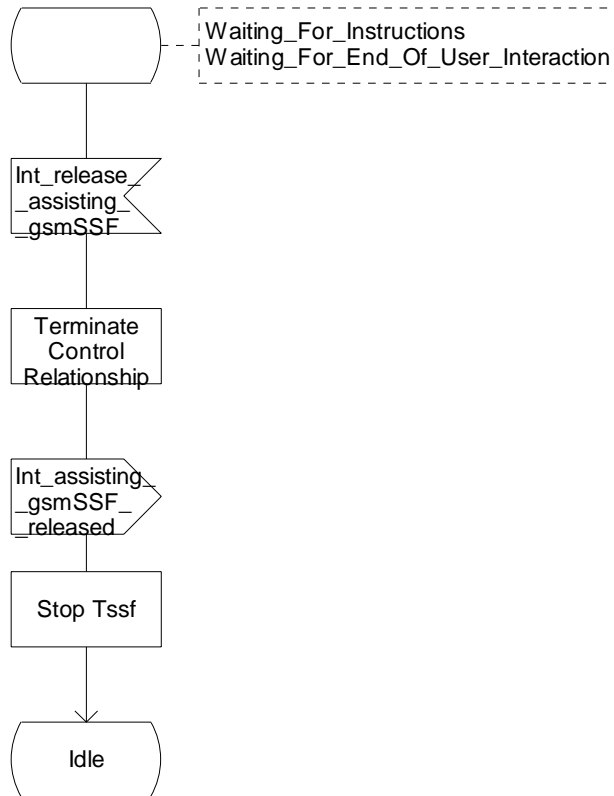 Waiting_For_Instructions
Waiting_For_End_Of_User_Interaction
Int_release_
_assisting_
_gsmSSF
Terminate
Control
Relationship
Int_assisting_
_gsmSSF_
_released
Stop Tssf
Idle